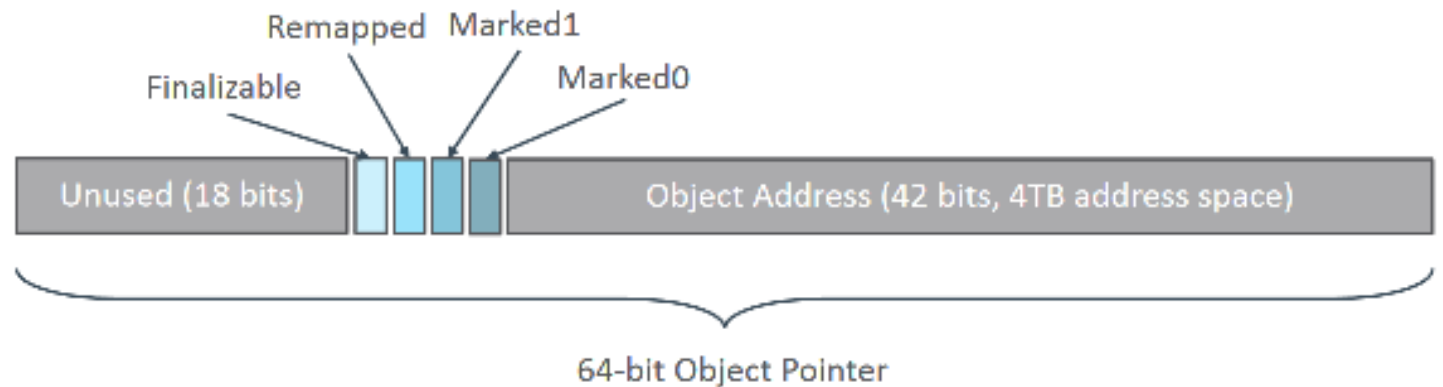 Remapped Marked1
Finalizable
Marked0
Unused (18 bits)
Object Address (42 bits, 4TB address space)
64-bit Object Pointer